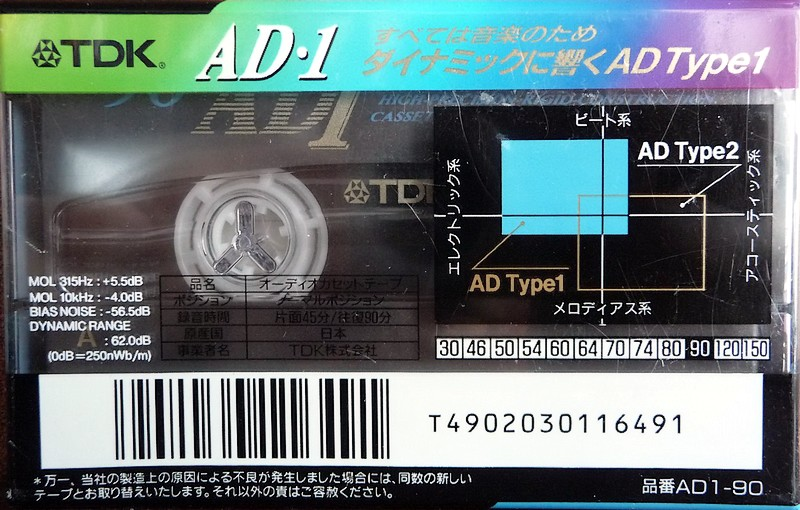 TDK AD·1
すべては音楽のため
ダイナミックに響くAD Type1
90
AD1
HIGH PRECISION RIGID CONSTRUCTION
CASSETTE
TDK
ビート系
エレクトリック系
アコースティック系
メロディアス系
AD Type2
AD Type1
MOL 315Hz : +5.5dB
MOL 10kHz : -4.0dB
BIAS NOISE : -56.5dB
DYNAMIC RANGE
: 62.0dB
(0dB=250nWb/m)
A
品名 オーディオカセットテープ
ポジション ノーマルポジション
録音時間 片面45分/往復90分
原産国 日本
事業者名 TDK株式会社
30 46 50 54 60 64 70 74 80 90 120 150
T4902030116491
*万一、当社の製造上の原因による不良が発生しました場合には、同数の新しい
テープとお取り替えいたします。それ以外の責はご容赦ください。
品番AD1-90